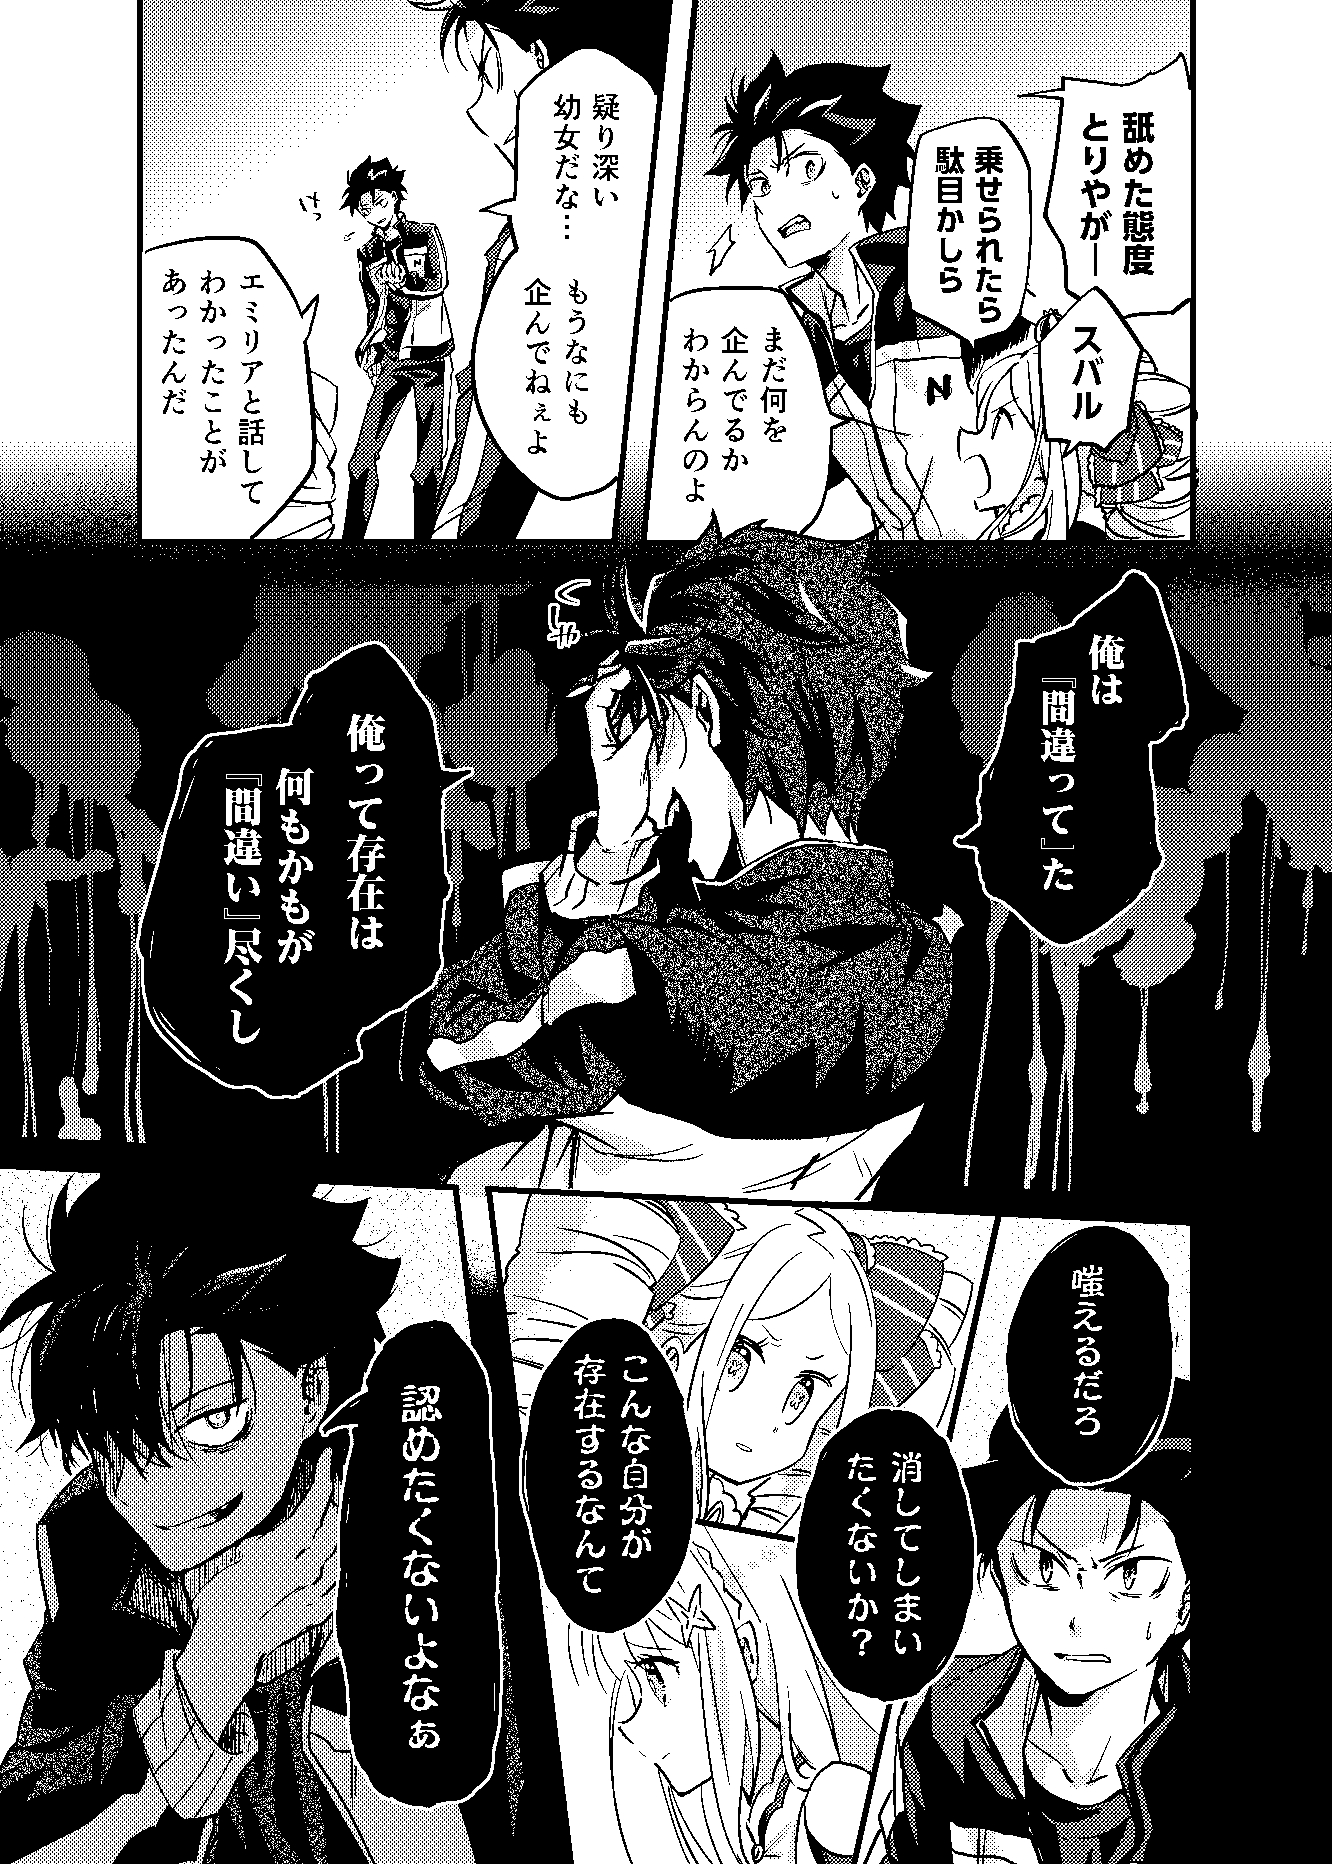 舐めた態度
とりやがー
スバル
乗せられたら
駄目かしら
まだ何を
企んでるか
わからんのよ
N
疑り深い
幼女だな…
もうなにも
企んでねぇよ
けっ
N
エミリアと話して
わかったことが
あったんだ
俺は
『間違って』た
くしゃ
俺って存在は
何もかもが
『間違い』尽くし
嗤えるだろ
消してしまい
たくないか？
こんな自分が
存在するなんて
認めたくないよなぁ